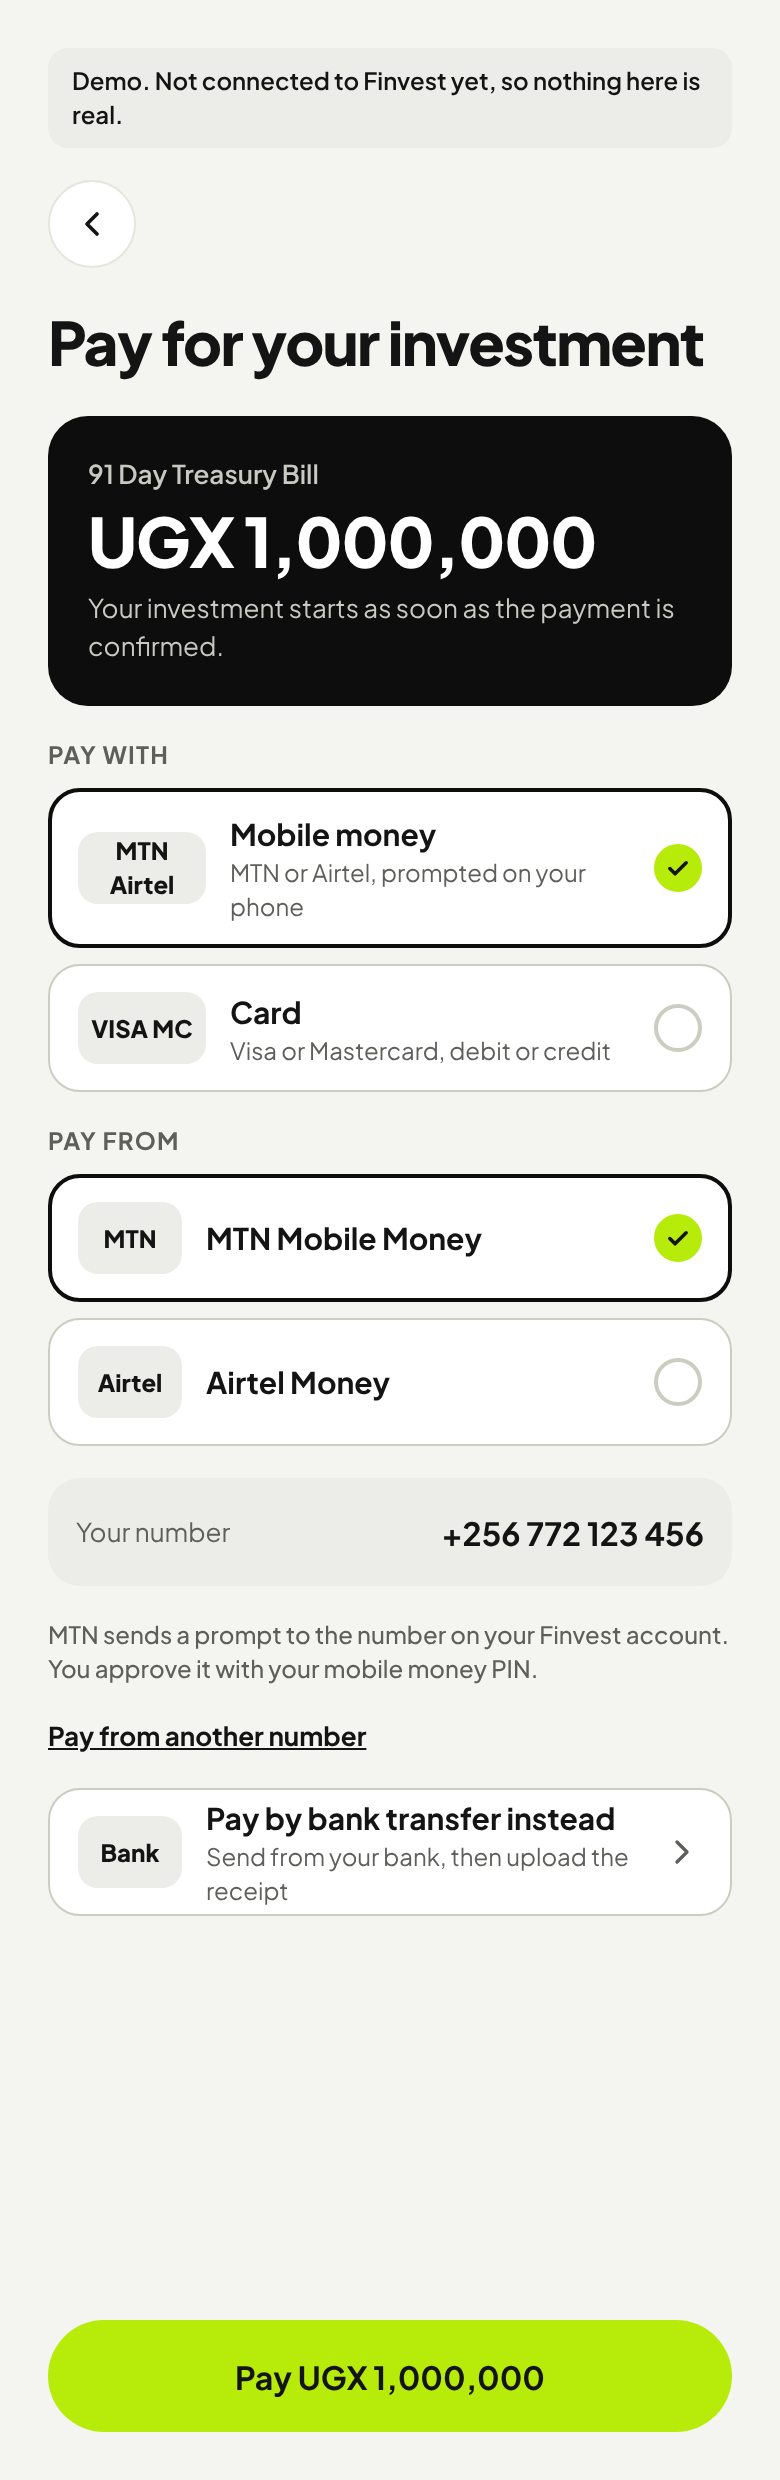 Demo. Not connected to Finvest yet, so nothing here is
real.
Pay for your investment
91 Day Treasury Bill
UGX 1,000,000
Your investment starts as soon as the payment is
confirmed.
PAY WITH
MTN
Airtel
Mobile money
MTN or Airtel, prompted on your
phone
VISA MC
Card
Visa or Mastercard, debit or credit
PAY FROM
MTN
MTN Mobile Money
Airtel
Airtel Money
Your number
+256 772 123 456
MTN sends a prompt to the number on your Finvest account.
You approve it with your mobile money PIN.
Pay from another number
Bank
Pay by bank transfer instead
Send from your bank, then upload the
receipt
Pay UGX 1,000,000